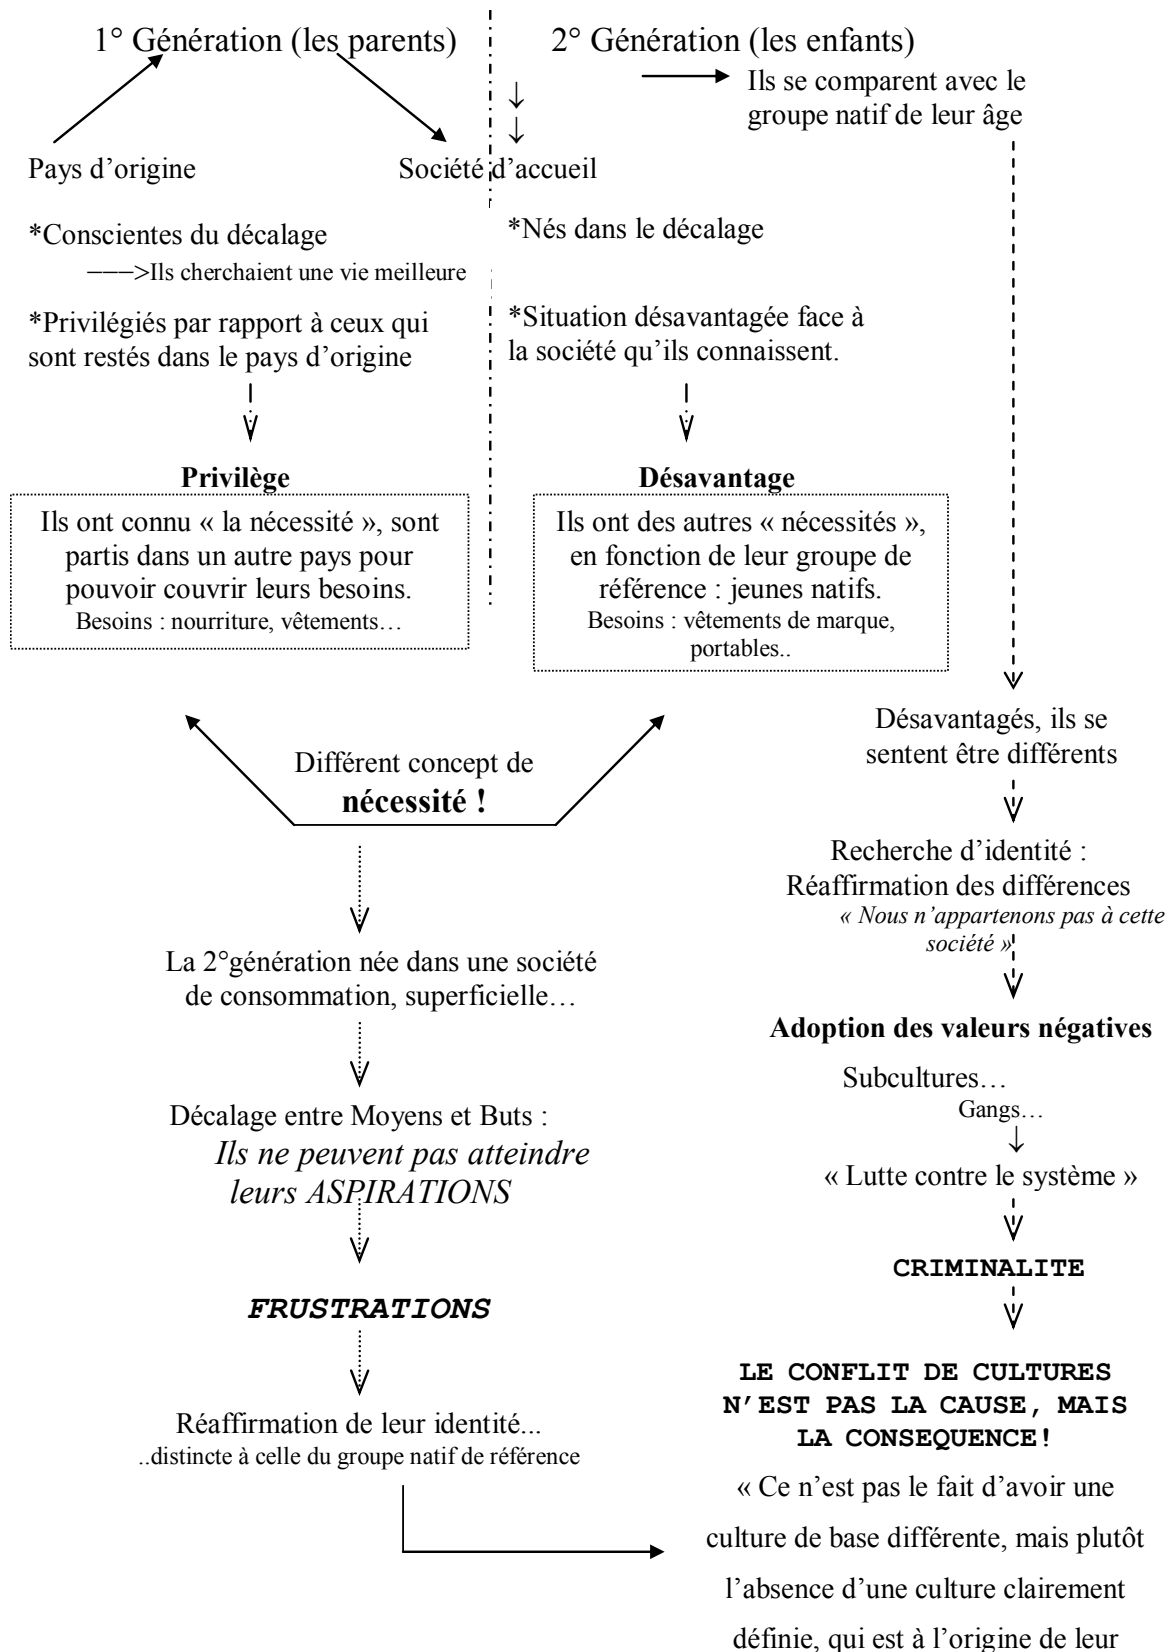 1° Génération (les parents)
2° Génération (les enfants)
Ils se comparent avec le
groupe natif de leur âge
Pays d'origine
Société d'accueil
*Conscientes du décalage
———>Ils cherchaient une vie meilleure
*Privilégiés par rapport à ceux qui
sont restés dans le pays d'origine
*Nés dans le décalage
*Situation désavantagée face à
la société qu'ils connaissent.
Privilège
Ils ont connu « la nécessité », sont
partis dans un autre pays pour
pouvoir couvrir leurs besoins.
Besoins : nourriture, vêtements…
Désavantage
Ils ont des autres « nécessités »,
en fonction de leur groupe de
référence : jeunes natifs.
Besoins : vêtements de marque,
portables..
Différent concept de
nécessité !
La 2°génération née dans une société
de consommation, superficielle…
Décalage entre Moyens et Buts :
Ils ne peuvent pas atteindre
leurs ASPIRATIONS
FRUSTRATIONS
Réaffirmation de leur identité...
..distincte à celle du groupe natif de référence
Désavantagés, ils se
sentent être différents
Recherche d'identité :
Réaffirmation des différences
« Nous n'appartenons pas à cette
société »
Adoption des valeurs négatives
Subcultures…
Gangs…
« Lutte contre le système »
CRIMINALITE
LE CONFLIT DE CULTURES
N'EST PAS LA CAUSE, MAIS
LA CONSEQUENCE!
« Ce n'est pas le fait d'avoir une
culture de base différente, mais plutôt
l'absence d'une culture clairement
définie, qui est à l'origine de leur